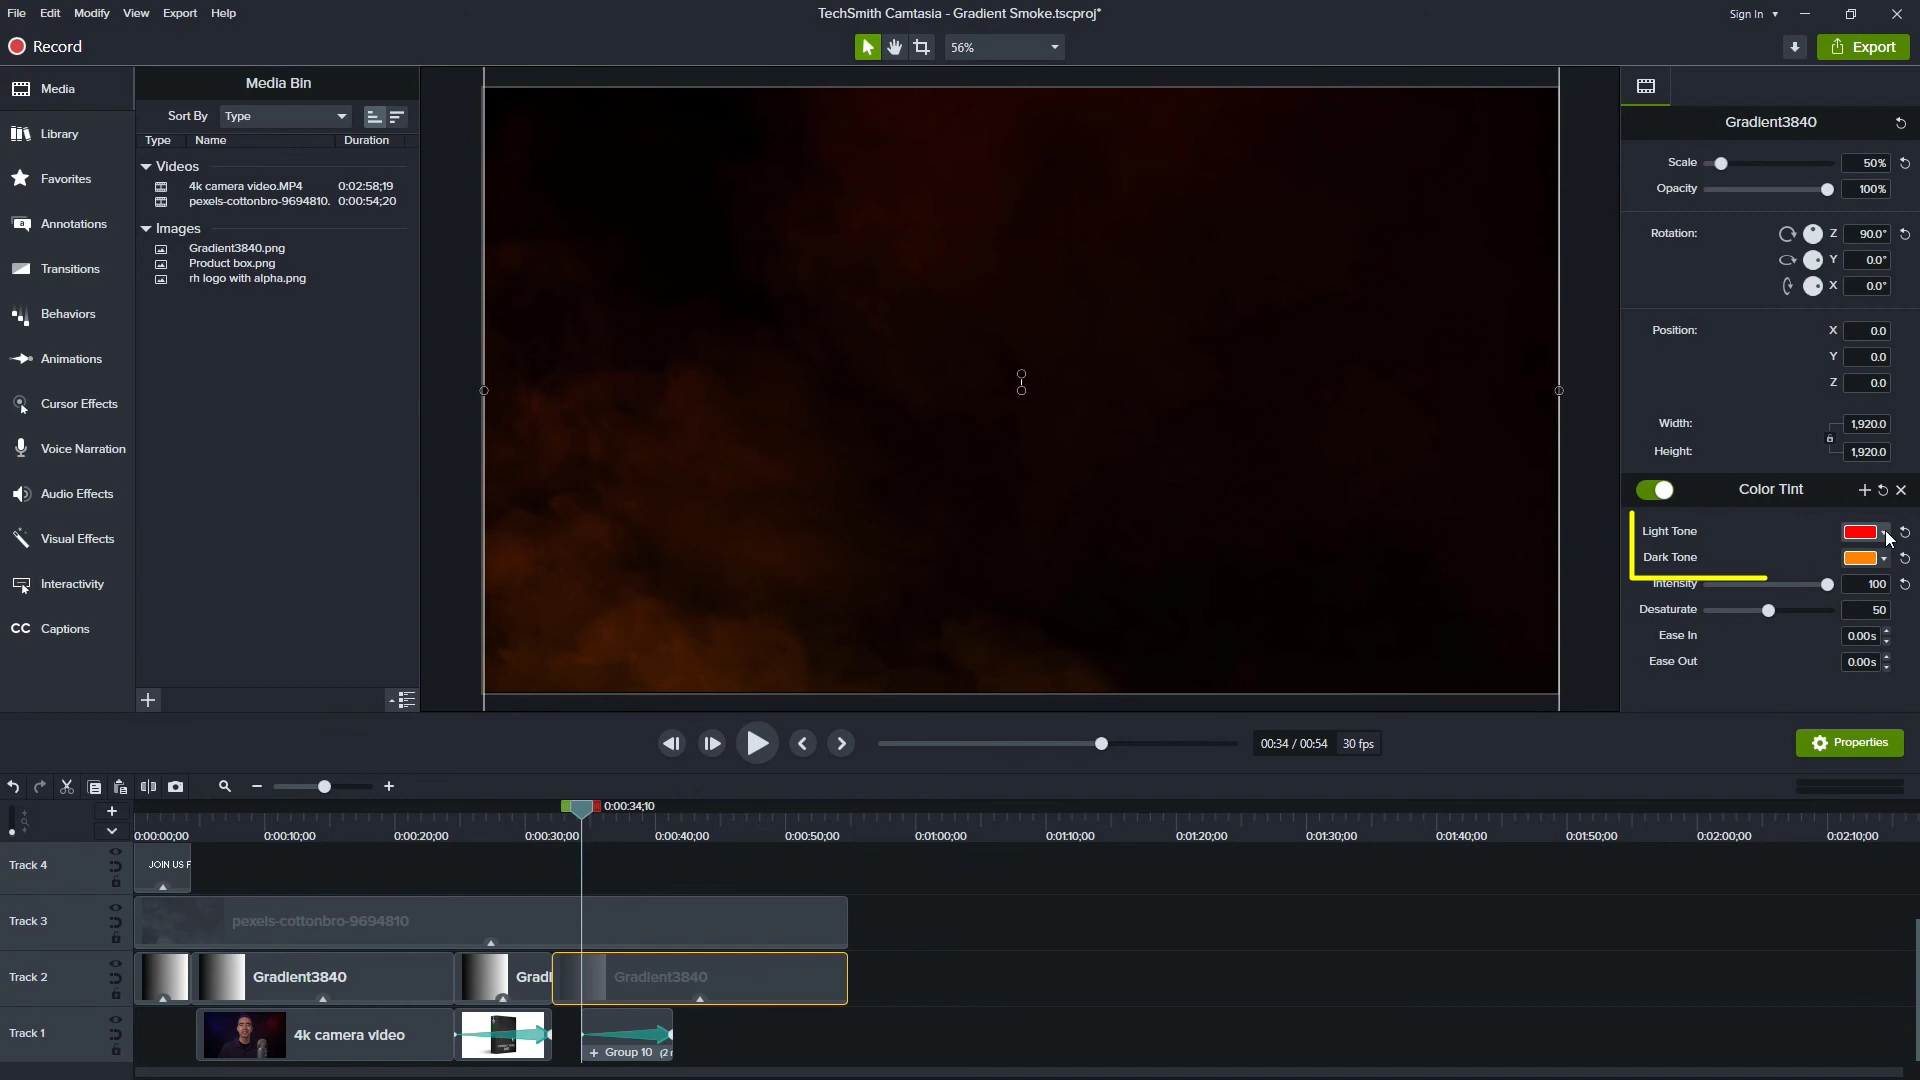 File Edit Modify View Export Help
TechSmith Camtasia - Gradient Smoke.tscproj*
Sign In
Record
56%
Export
Media
Library
Favorites
Annotations
Transitions
Behaviors
Animations
Cursor Effects
Voice Narration
Audio Effects
Visual Effects
Interactivity
CC Captions
Media Bin
Sort By Type
Type Name Duration
Videos
4k camera video.MP4 0:02:58;19
pexels-cottonbro-9694810. 0:00:54;20
Images
Gradient3840.png
Product box.png
rh logo with alpha.png
Gradient3840
Scale 50%
Opacity 100%
Rotation: Z 90.0°
Y 0.0°
X 0.0°
Position: X 0.0
Y 0.0
Z 0.0
Width: 1,920.0
Height: 1,920.0
Color Tint
Light Tone
Dark Tone
Intensity 100
Desaturate 50
Ease In 0.00s
Ease Out 0.00s
00:34 / 00:54 30 fps
Properties
0:00:34;10
0:00:00;00 0:00:10;00 0:00:20;00 0:00:30;00 0:00:40;00 0:00:50;00 0:01:00;00 0:01:10;00 0:01:20;00 0:01:30;00 0:01:40;00 0:01:50;00 0:02:00;00 0:02:10;00
Track 4 JOIN US F
Track 3 pexels-cottonbro-9694810
Track 2 Gradient3840 Gradi Gradient3840
Track 1 4k camera video
+ Group 10